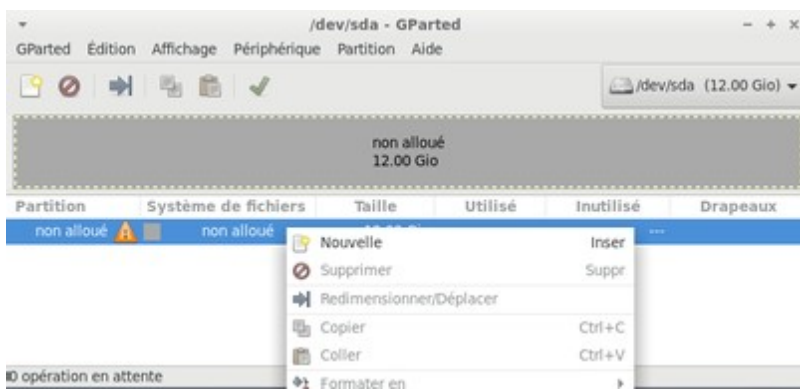 /dev/sda - GParted
GParted Édition Affichage Périphérique Partition Aide
/dev/sda (12.00 Gio)
non alloué
12.00 Gio
Partition Système de fichiers Taille Utilisé Inutilisé Drapeaux
non alloué non alloué ---
Nouvelle Inser
Supprimer Suppr
Redimensionner/Déplacer
Copier Ctrl+C
Coller Ctrl+V
Formater en
0 opération en attente